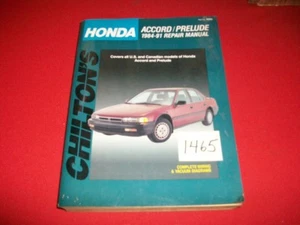 HONDA
ACCORD/PRELUDE
1984-91 REPAIR MANUAL
Covers all U.S. and Canadian models of Honda
Accord and Prelude
CHILTON'S
1465
COMPLETE WIRING
& VACUUM DIAGRAMS